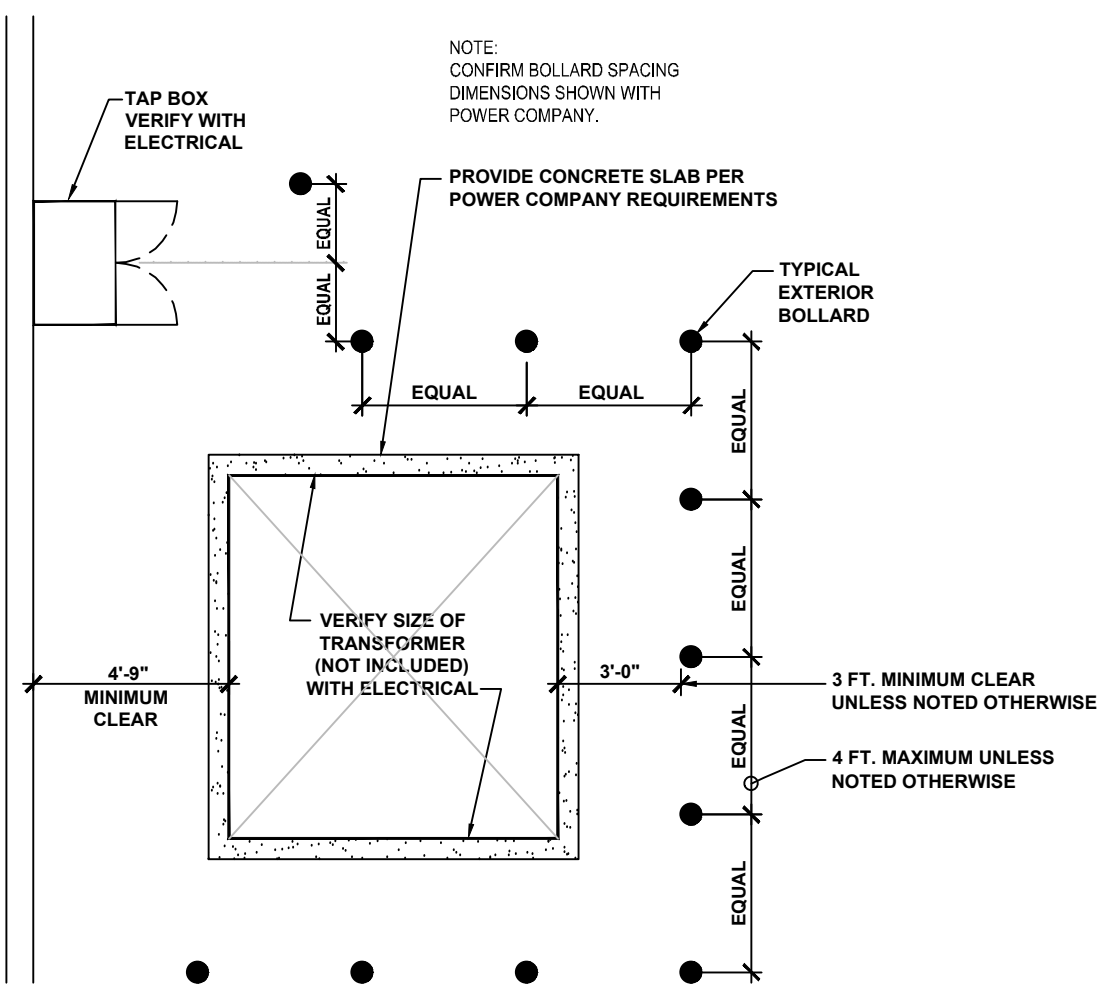 NOTE:
CONFIRM BOLLARD SPACING
DIMENSIONS SHOWN WITH
POWER COMPANY.
TAP BOX
VERIFY WITH
ELECTRICAL
PROVIDE CONCRETE SLAB PER
POWER COMPANY REQUIREMENTS
EQUAL
EQUAL
TYPICAL
EXTERIOR
BOLLARD
EQUAL
EQUAL
EQUAL
EQUAL
EQUAL
EQUAL
VERIFY SIZE OF
TRANSFORMER
(NOT INCLUDED)
WITH ELECTRICAL
4'-9"
MINIMUM
CLEAR
3'-0"
3 FT. MINIMUM CLEAR
UNLESS NOTED OTHERWISE
4 FT. MAXIMUM UNLESS
NOTED OTHERWISE